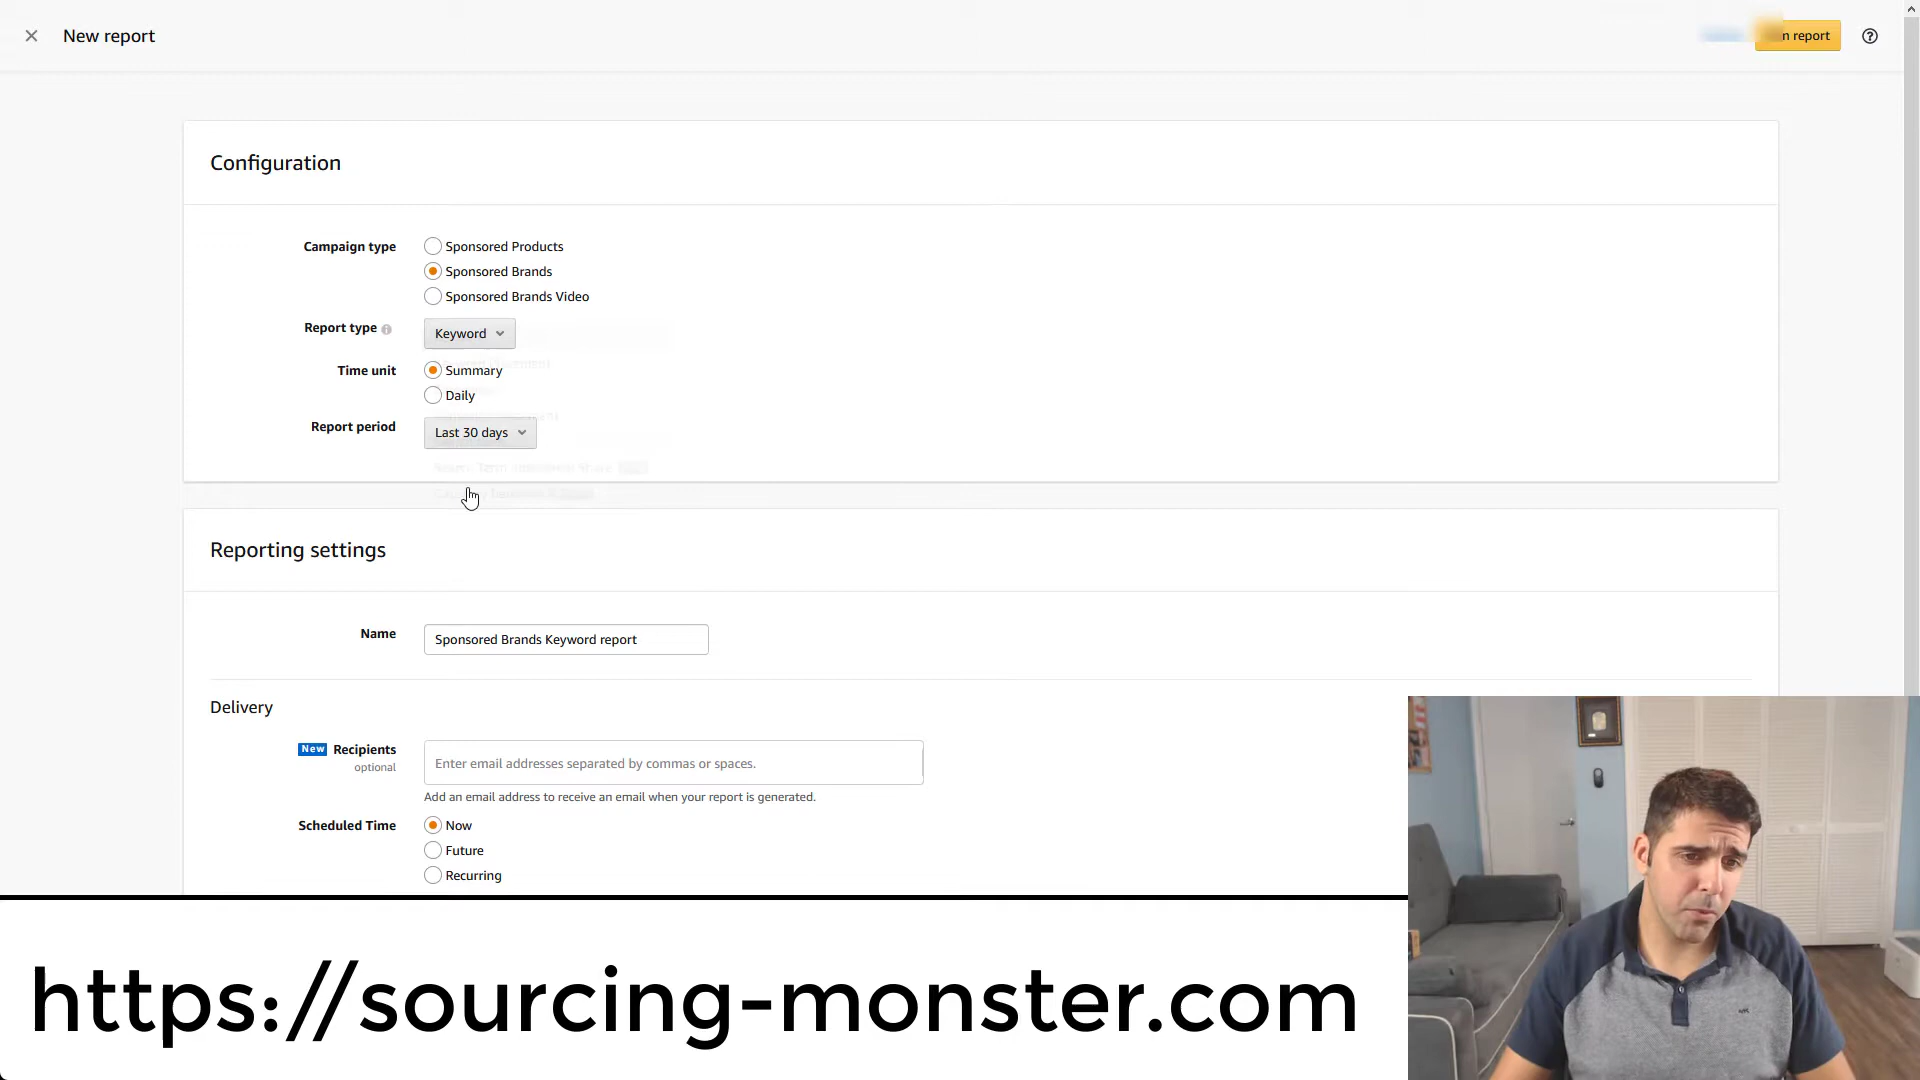 New report
report
Configuration
Campaign type
Sponsored Products
Sponsored Brands
Sponsored Brands Video
Report type
Keyword
Time unit
Summary
Daily
Report period
Last 30 days
Reporting settings
Name
Sponsored Brands Keyword report
Delivery
New Recipients
optional
Enter email addresses separated by commas or spaces.
Add an email address to receive an email when your report is generated.
Scheduled Time
Now
Future
Recurring
https://sourcing-monster.com